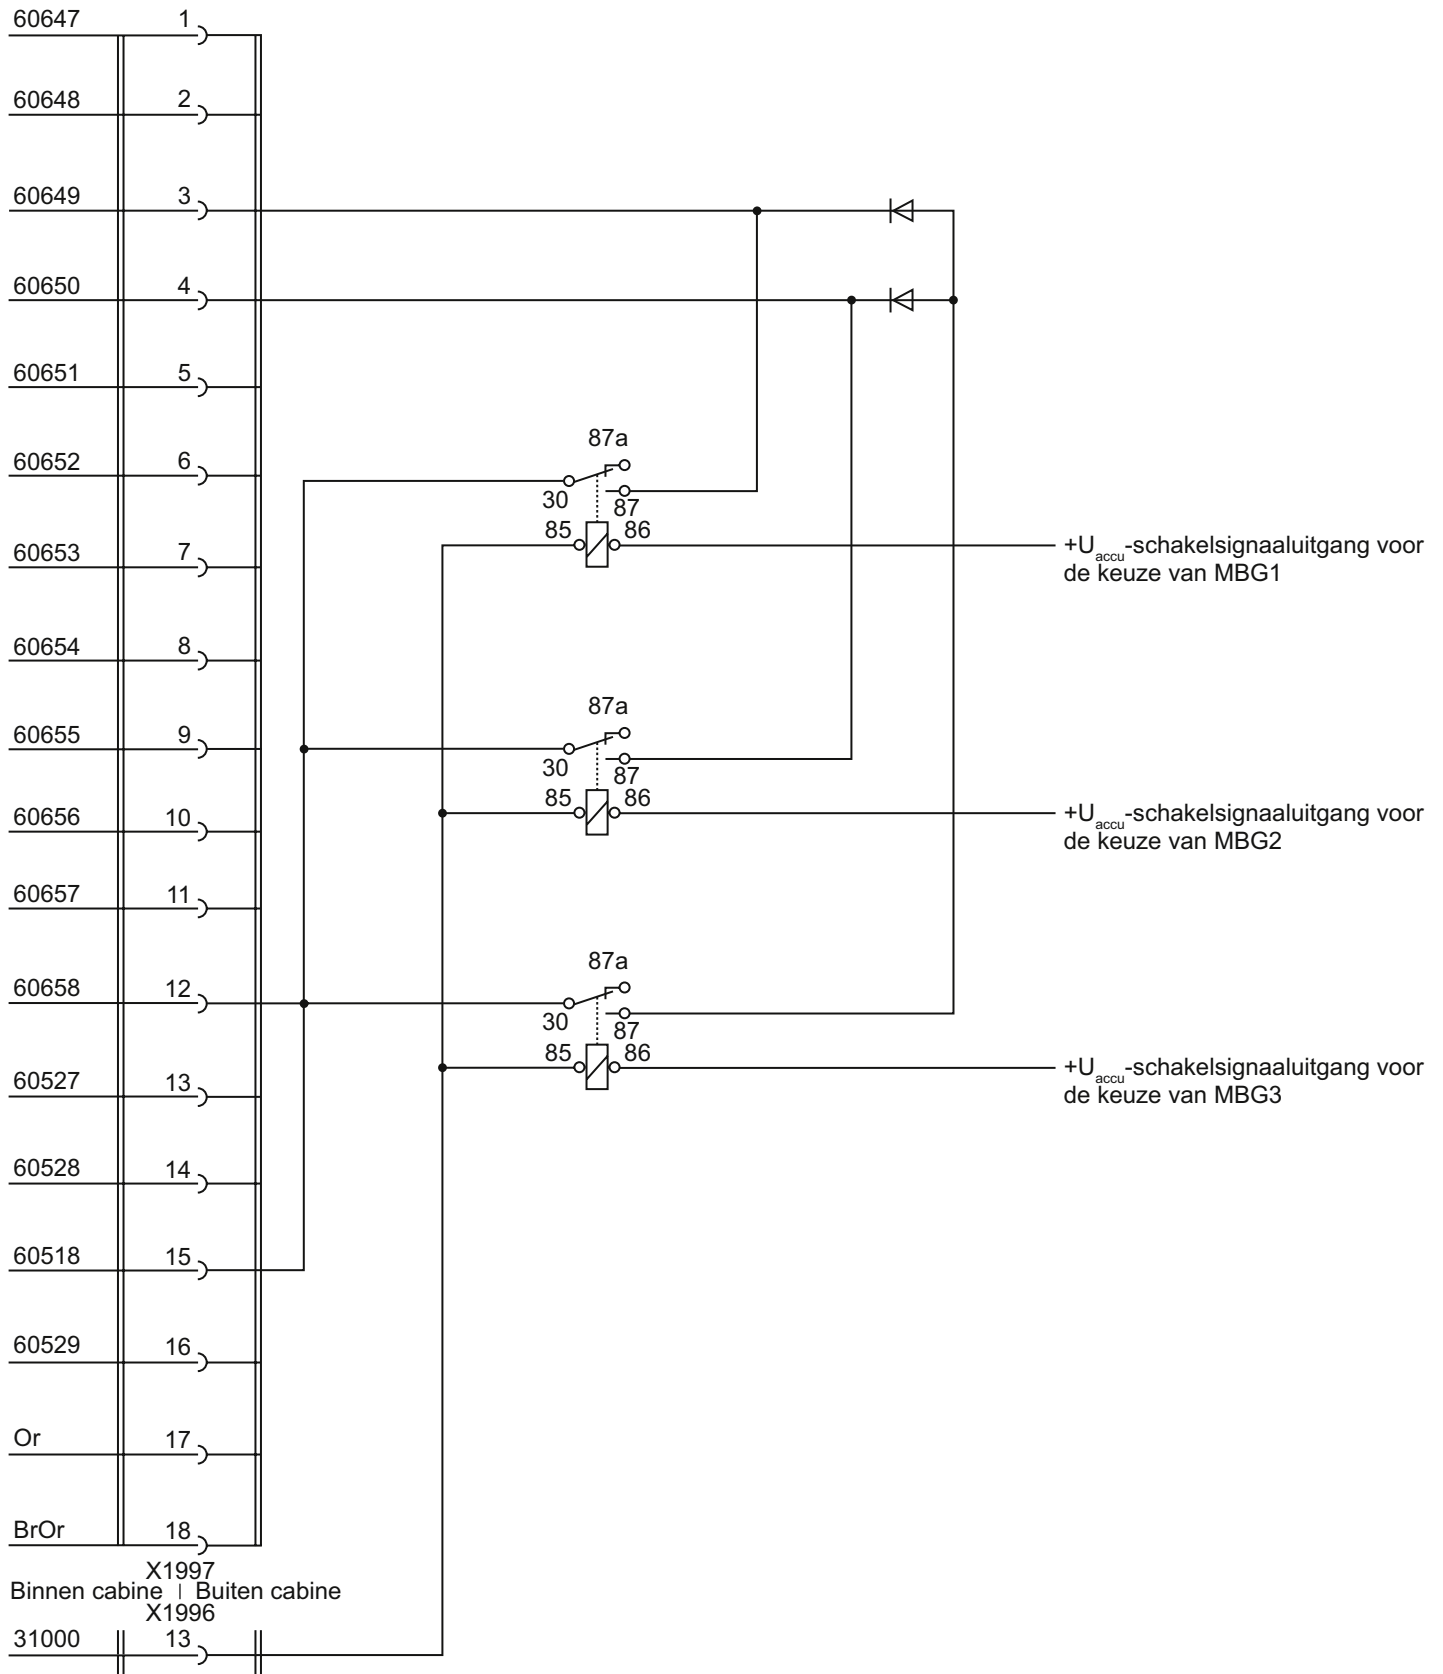 60647 1
60648 2
60649 3
60650 4
60651 5
87a
60652 6
30 87
85 86
60653 7
+Uaccu-schakelsignaaluitgang voor
de keuze van MBG1
60654 8
87a
60655 9
30 87
85 86
60656 10
+Uaccu-schakelsignaaluitgang voor
de keuze van MBG2
60657 11
87a
60658 12
30 87
85 86
60527 13
+Uaccu-schakelsignaaluitgang voor
de keuze van MBG3
60528 14
60518 15
60529 16
Or 17
BrOr 18
X1997
Binnen cabine | Buiten cabine
X1996
31000 13